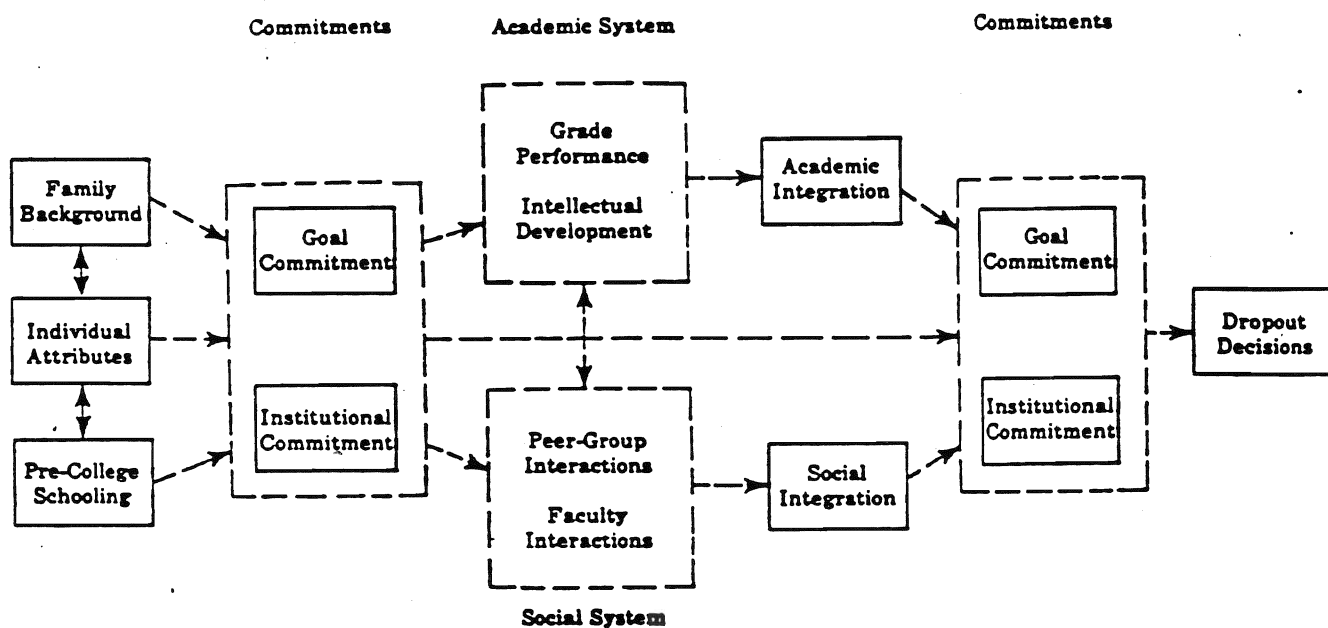 Commitments
Academic System
Commitments
Family
Background
Individual
Attributes
Pre-College
Schooling
Goal
Commitment
Institutional
Commitment
Grade
Performance
Intellectual
Development
Peer-Group
Interactions
Faculty
Interactions
Social System
Academic
Integration
Social
Integration
Goal
Commitment
Institutional
Commitment
Dropout
Decisions